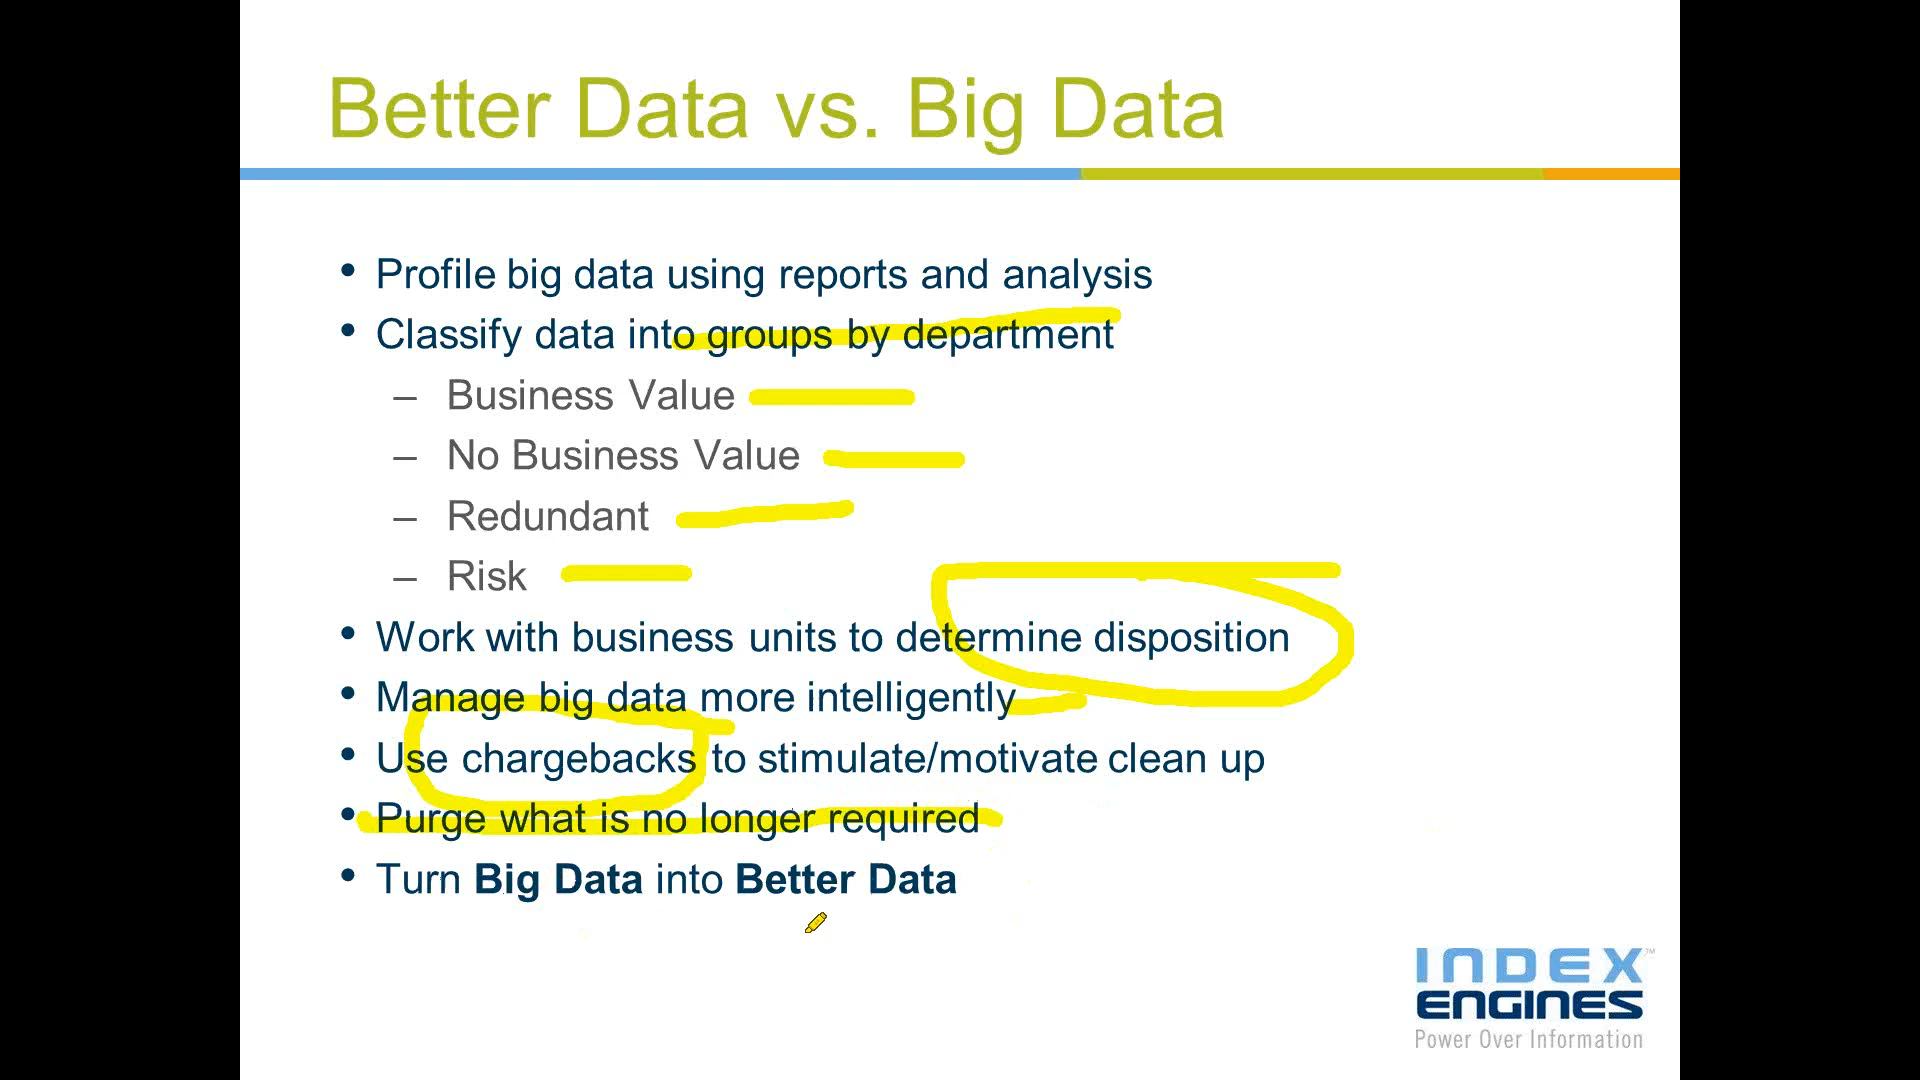 Better Data vs. Big Data
• Profile big data using reports and analysis
• Classify data into groups by department
– Business Value
– No Business Value
– Redundant
– Risk
• Work with business units to determine disposition
• Manage big data more intelligently
• Use chargebacks to stimulate/motivate clean up
• Purge what is no longer required
• Turn Big Data into Better Data
INDEX™
ENGINES
Power Over Information